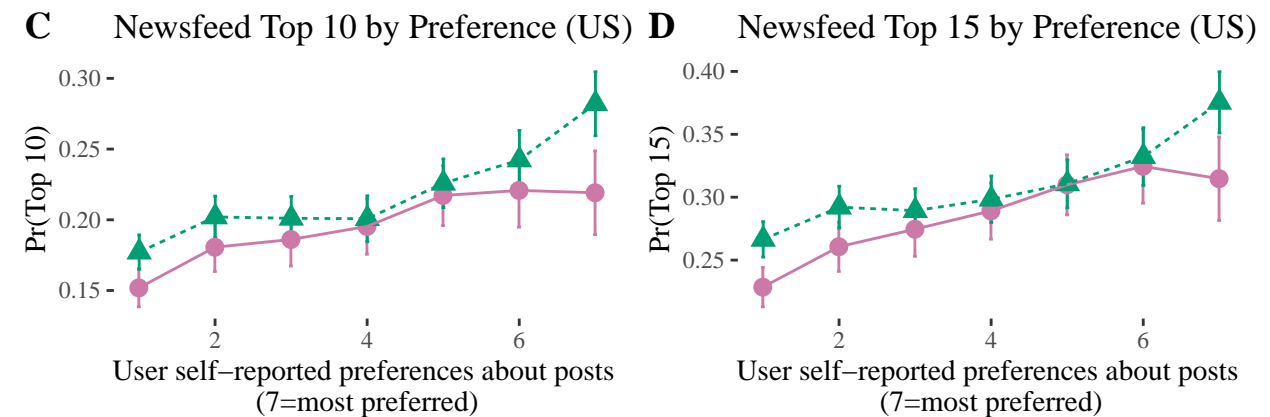 C Newsfeed Top 10 by Preference (US)
Pr(Top 10)
0.30
0.25
0.20
0.15
2 4 6
User self−reported preferences about posts
(7=most preferred)
D Newsfeed Top 15 by Preference (US)
Pr(Top 15)
0.40
0.35
0.30
0.25
2 4 6
User self−reported preferences about posts
(7=most preferred)